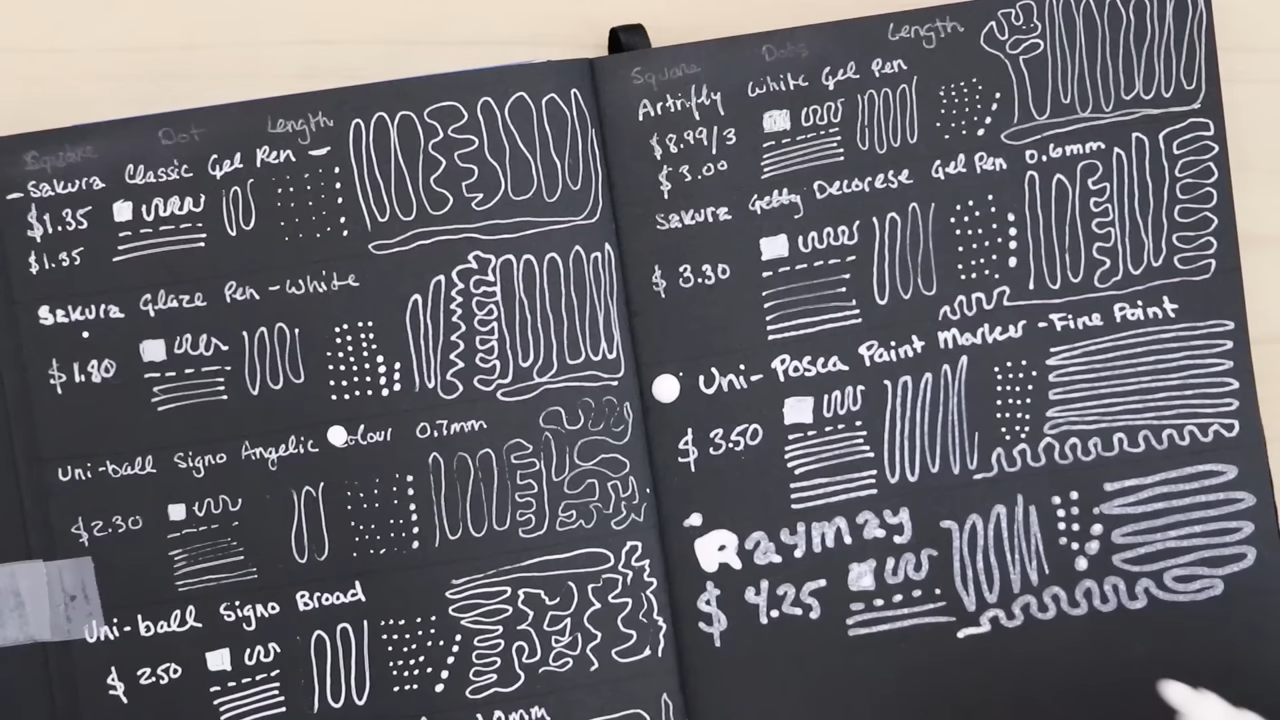 Square Dot Length
Sakura Classic Gel Pen
$1.35
$1.35
Sakura Glaze Pen - White
$1.80
Uni-ball Signo Angelic Colour 0.7mm
$2.30
Uni-ball Signo Broad
$2.50
Square Dots Length
Artrifly White Gel Pen
$8.99/3
$3.00
Sakura Gelly Decorese Gel Pen 0.6mm
$3.30
Uni-Posca Paint Marker - Fine Point
$3.50
Raymay
$4.25